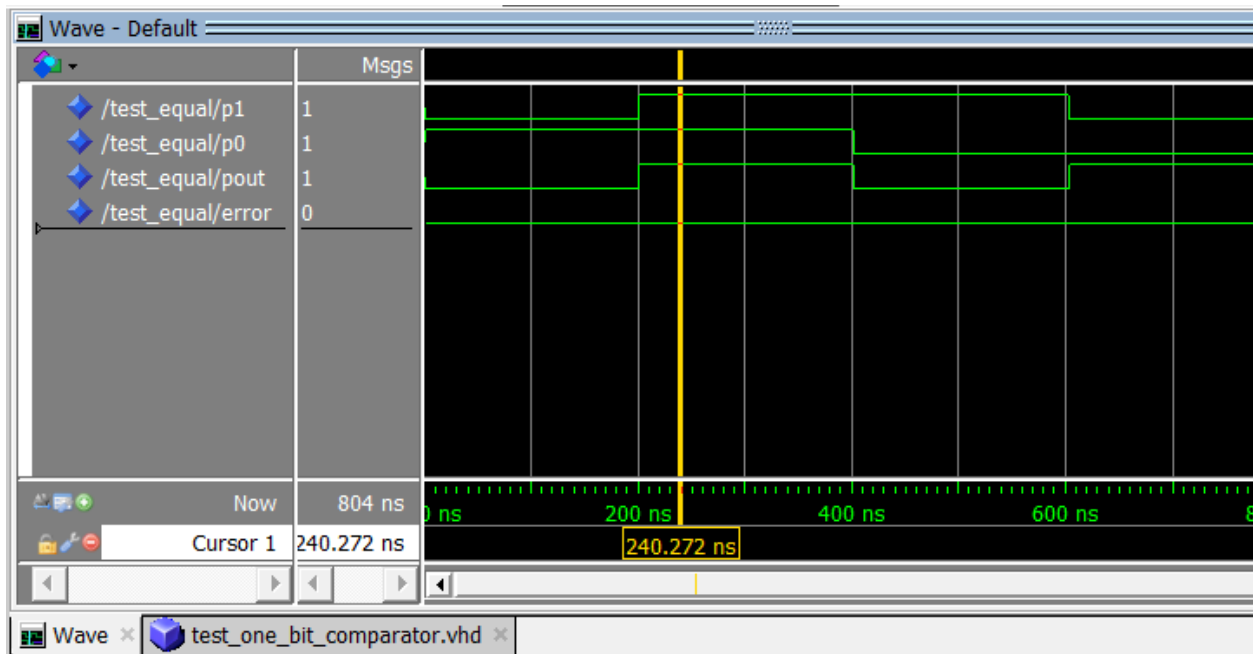 Wave - Default
Msgs
/test_equal/p1 1
/test_equal/p0 1
/test_equal/pout 1
/test_equal/error 0
Now 804 ns
ns 200 ns 400 ns 600 ns 8
Cursor 1 240.272 ns 240.272 ns
Wave test_one_bit_comparator.vhd